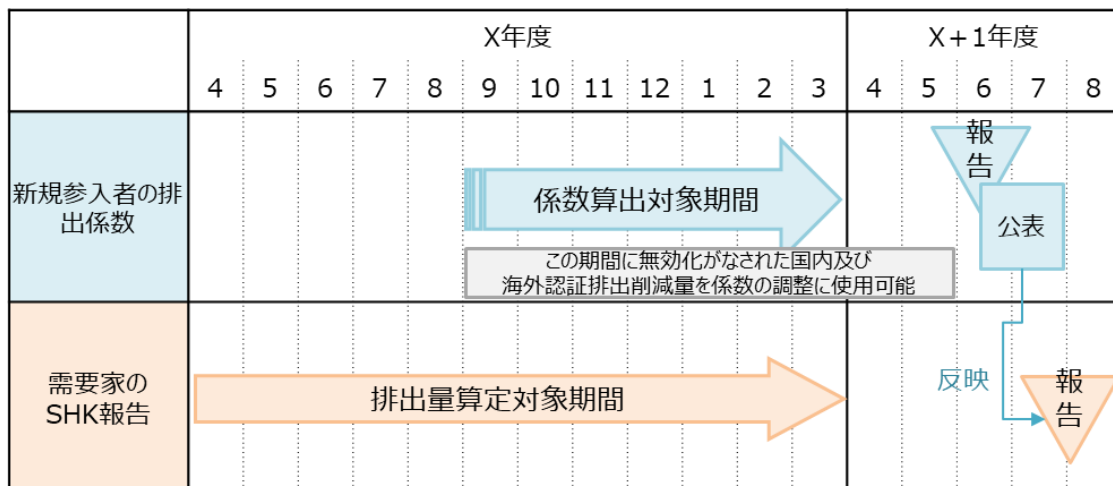 X年度 X+1年度
4 5 6 7 8 9 10 11 12 1 2 3 4 5 6 7 8
新規参入者の排
出係数
係数算出対象期間
報
告
公表
この期間に無効化がなされた国内及び
海外認証排出削減量を係数の調整に使用可能
需要家の
SHK報告
排出量算定対象期間
反映
報
告